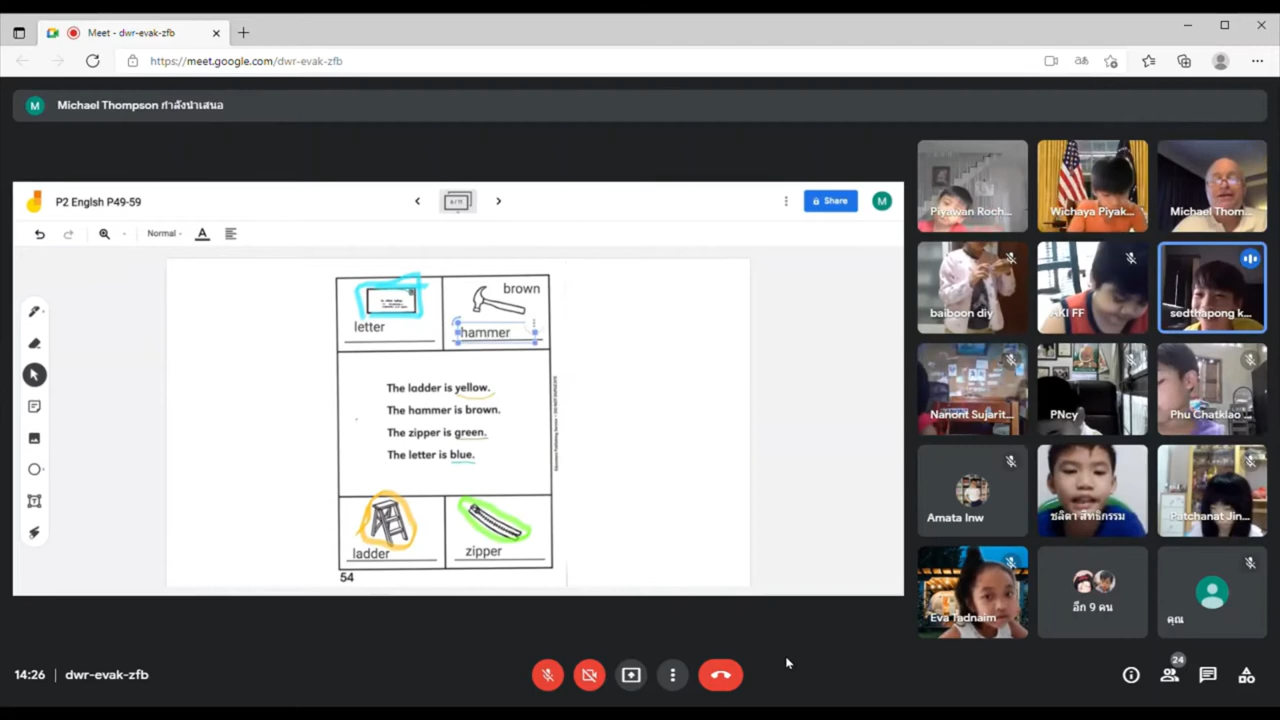 Meet - dwr-evak-zfb
https://meet.google.com/dwr-evak-zfb
M
Michael Thompson กำลังนำเสนอ
P2 Englsh P49-59
6 / 11
Share
M
Normal
brown
letter
hammer
The ladder is yellow.
The hammer is brown.
The zipper is green.
The letter is blue.
ladder
zipper
54
Piyawan Roch...
Wichaya Piyak...
Michael Thom...
baiboon diy
AKI FF
sedthapong k...
Nanont Sujarit...
PNcy
Phu Chatklao ...
Amata Inw
ชลิตา สิทธิกรรม
Patchanat Jin...
Eva Tadnaim
อีก 9 คน
คุณ
14:26
dwr-evak-zfb
24